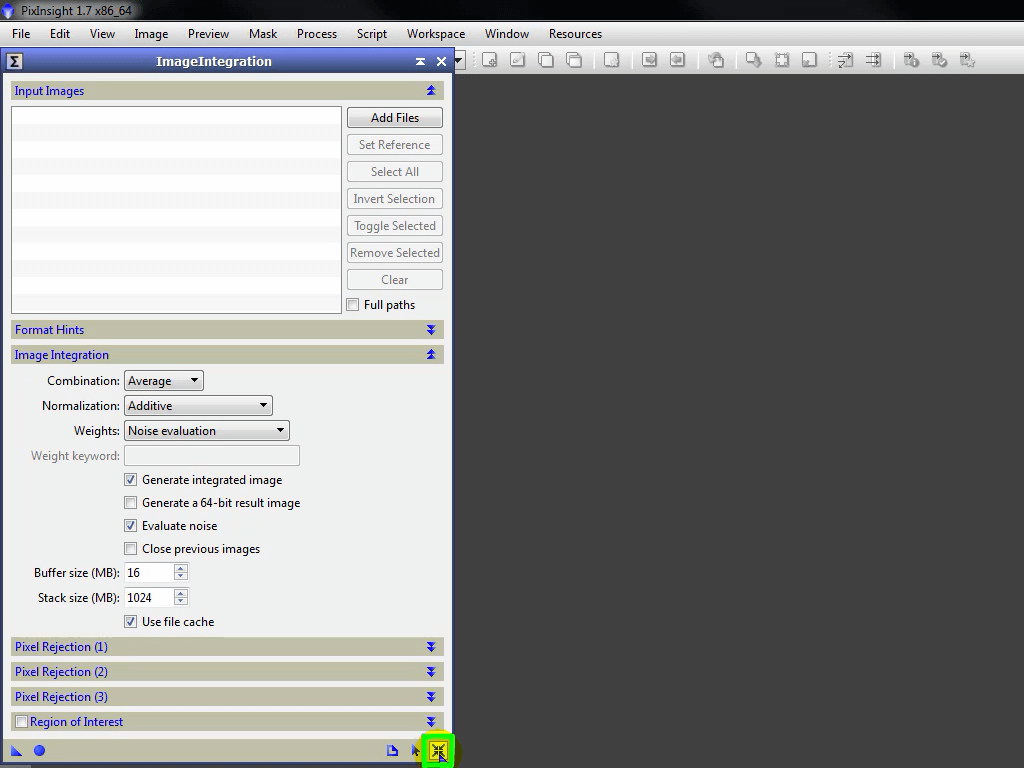 PixInsight 1.7 x86_64
File Edit View Image Preview Mask Process Script Workspace Window Resources
Σ ImageIntegration
Input Images
Add Files
Set Reference
Select All
Invert Selection
Toggle Selected
Remove Selected
Clear
Full paths
Format Hints
Image Integration
Combination: Average
Normalization: Additive
Weights: Noise evaluation
Weight keyword:
Generate integrated image
Generate a 64-bit result image
Evaluate noise
Close previous images
Buffer size (MB): 16
Stack size (MB): 1024
Use file cache
Pixel Rejection (1)
Pixel Rejection (2)
Pixel Rejection (3)
Region of Interest